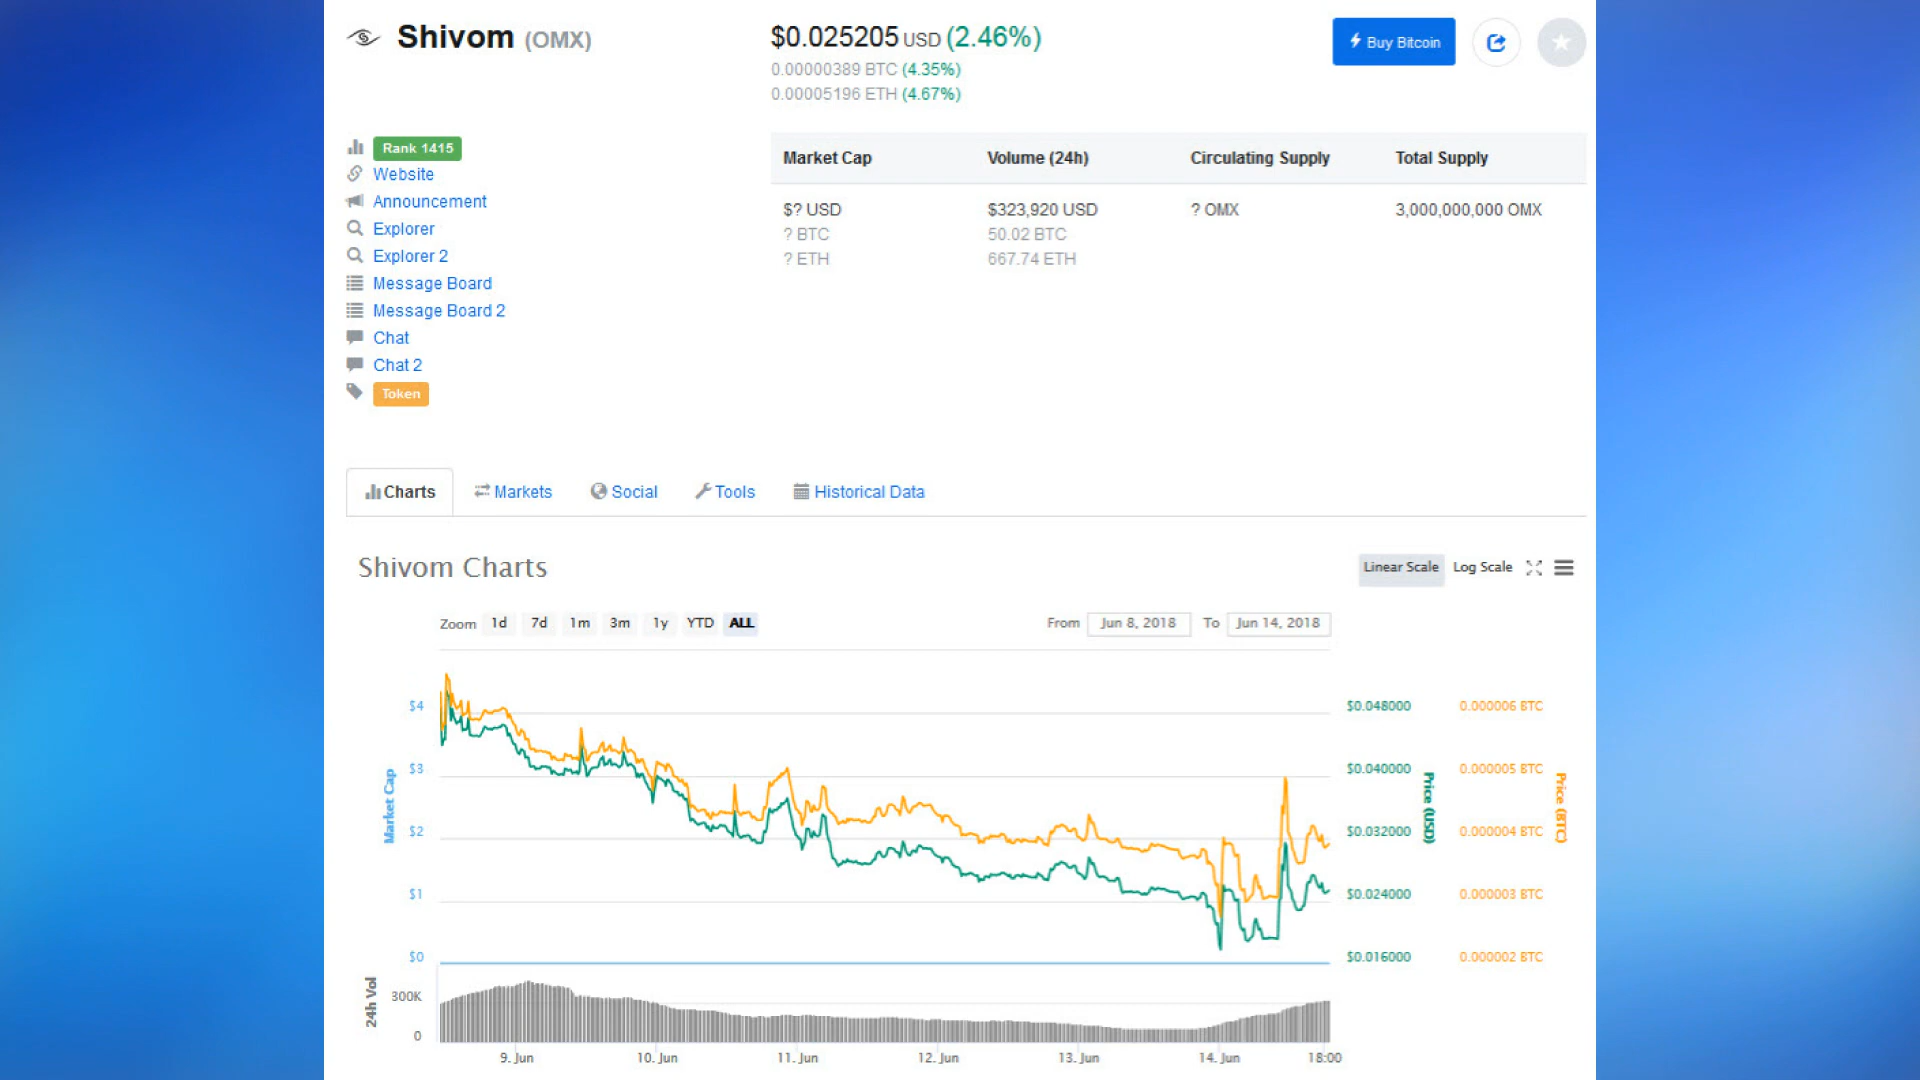 Shivom (OMX)
$0.025205 USD (2.46%)
0.00000389 BTC (4.35%)
0.00005196 ETH (4.67%)
Buy Bitcoin
Rank 1415
Website
Announcement
Explorer
Explorer 2
Message Board
Message Board 2
Chat
Chat 2
Token
Market Cap Volume (24h) Circulating Supply Total Supply
$? USD $323,920 USD ? OMX 3,000,000,000 OMX
? BTC 50.02 BTC
? ETH 667.74 ETH
Charts Markets Social Tools Historical Data
Shivom Charts
Linear Scale Log Scale
Zoom 1d 7d 1m 3m 1y YTD ALL
From Jun 8, 2018 To Jun 14, 2018
$4 $0.048000 0.000006 BTC
$3 $0.040000 0.000005 BTC
$2 $0.032000 0.000004 BTC
$1 $0.024000 0.000003 BTC
$0 $0.016000 0.000002 BTC
Market Cap
Price (USD)
Price (BTC)
24h Vol
300K
0
9. Jun 10. Jun 11. Jun 12. Jun 13. Jun 14. Jun 18:00